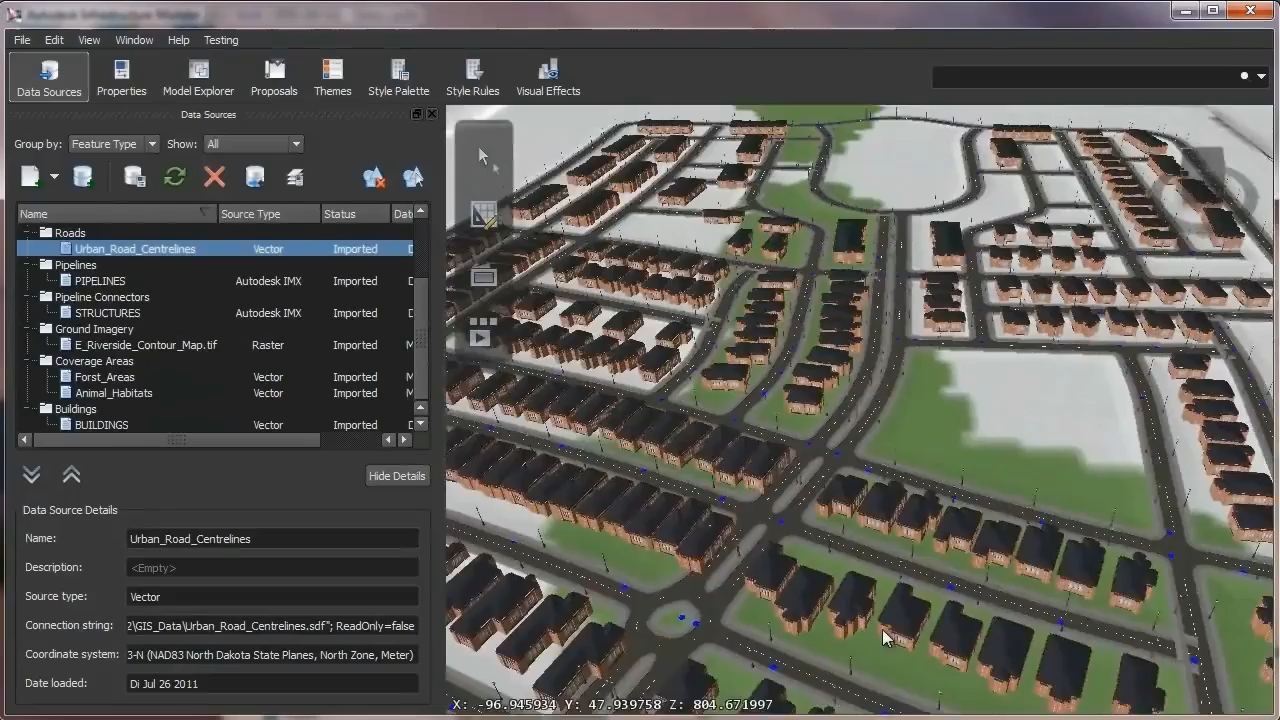 Autodesk Infrastructure Modeler
File Edit View Window Help Testing
Data Sources Properties Model Explorer Proposals Themes Style Palette Style Rules Visual Effects
Data Sources
Group by: Feature Type Show: All
Name Source Type Status Dat
Roads
Urban_Road_Centrelines Vector Imported D
Pipelines
PIPELINES Autodesk IMX Imported D
Pipeline Connectors
STRUCTURES Autodesk IMX Imported D
Ground Imagery
E_Riverside_Contour_Map.tif Raster Imported M
Coverage Areas
Forst_Areas Vector Imported M
Animal_Habitats Vector Imported M
Buildings
BUILDINGS Vector Imported D
Hide Details
Data Source Details
Name: Urban_Road_Centrelines
Description: <Empty>
Source type: Vector
Connection string: 2\GIS_Data\Urban_Road_Centrelines.sdf"; ReadOnly=false
Coordinate system: 3-N (NAD83 North Dakota State Planes, North Zone, Meter)
Date loaded: Di Jul 26 2011
X: -96.945934 Y: 47.939758 Z: 804.671997